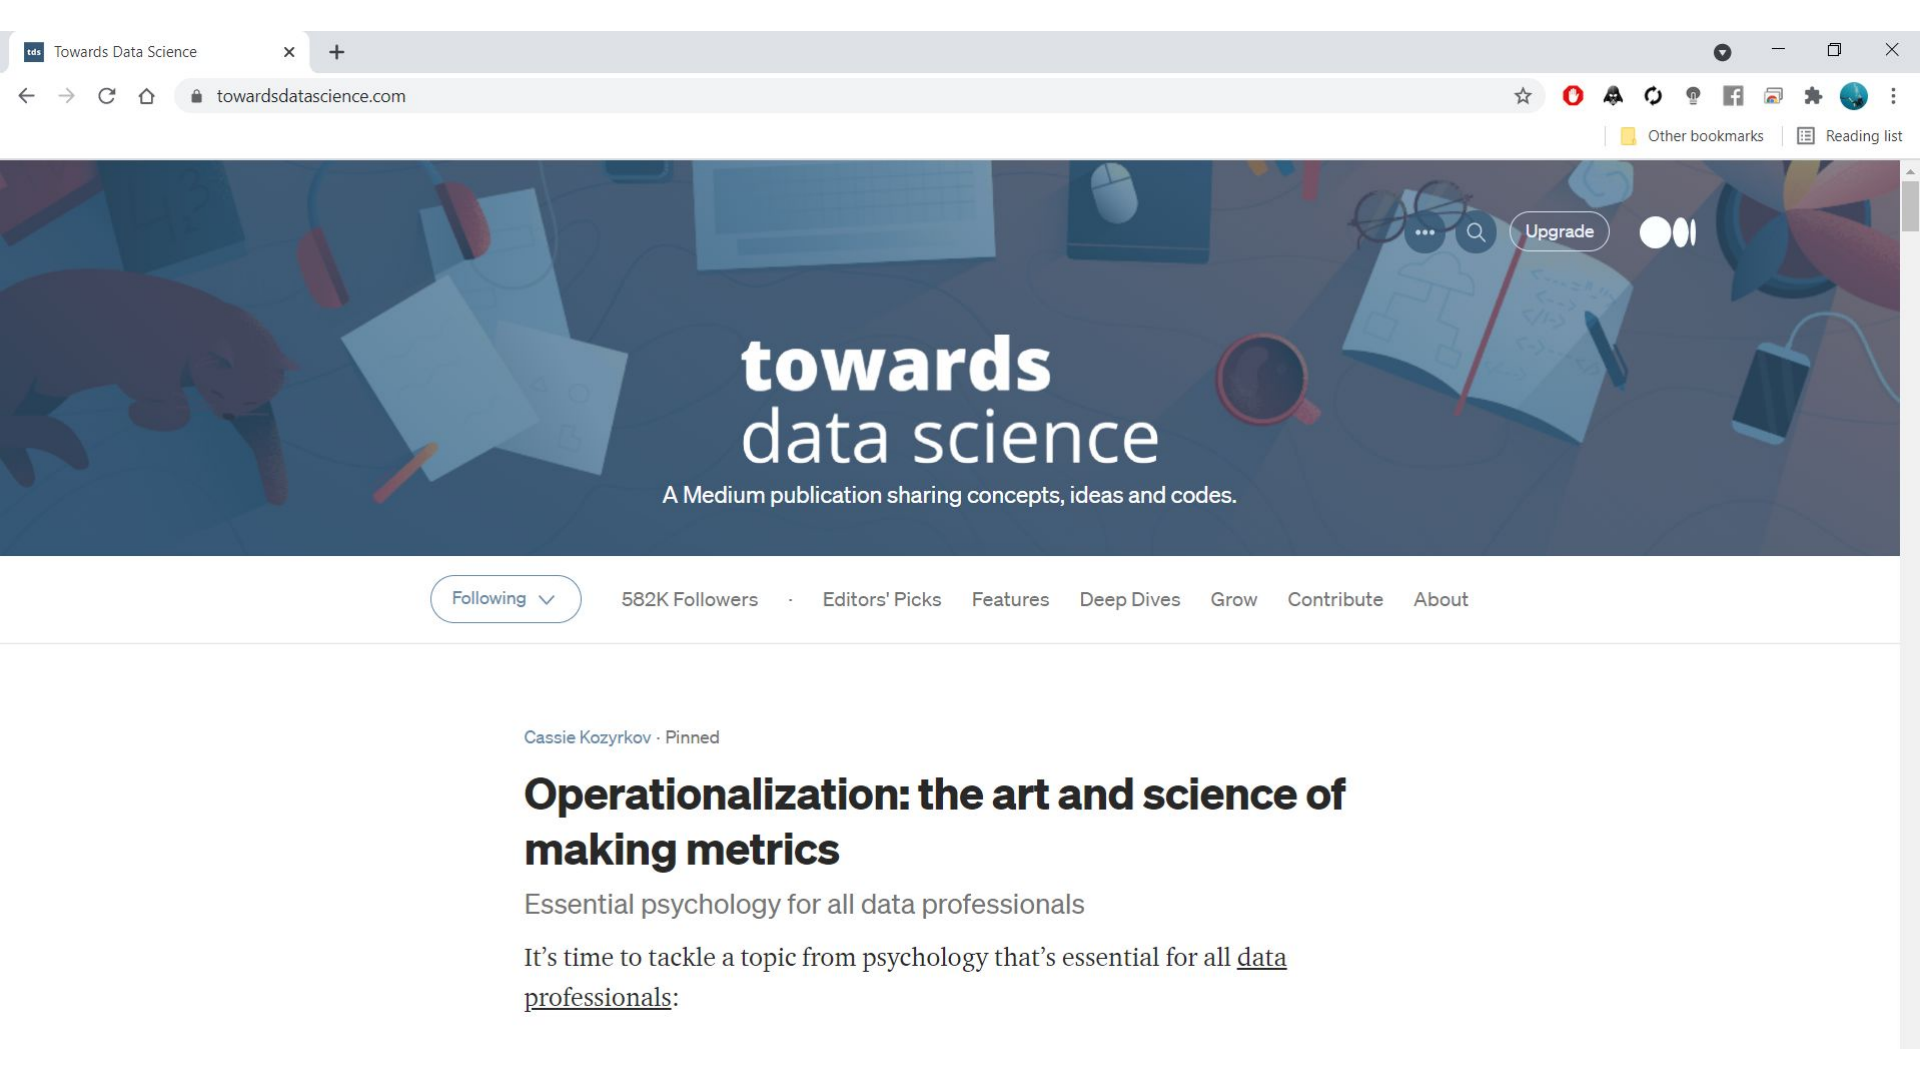 tds Towards Data Science
towardsdatascience.com
Other bookmarks
Reading list
Upgrade
towards
data science
A Medium publication sharing concepts, ideas and codes.
Following
582K Followers · Editors' Picks Features Deep Dives Grow Contribute About
Cassie Kozyrkov · Pinned
Operationalization: the art and science of
making metrics
Essential psychology for all data professionals
It’s time to tackle a topic from psychology that’s essential for all data
professionals: